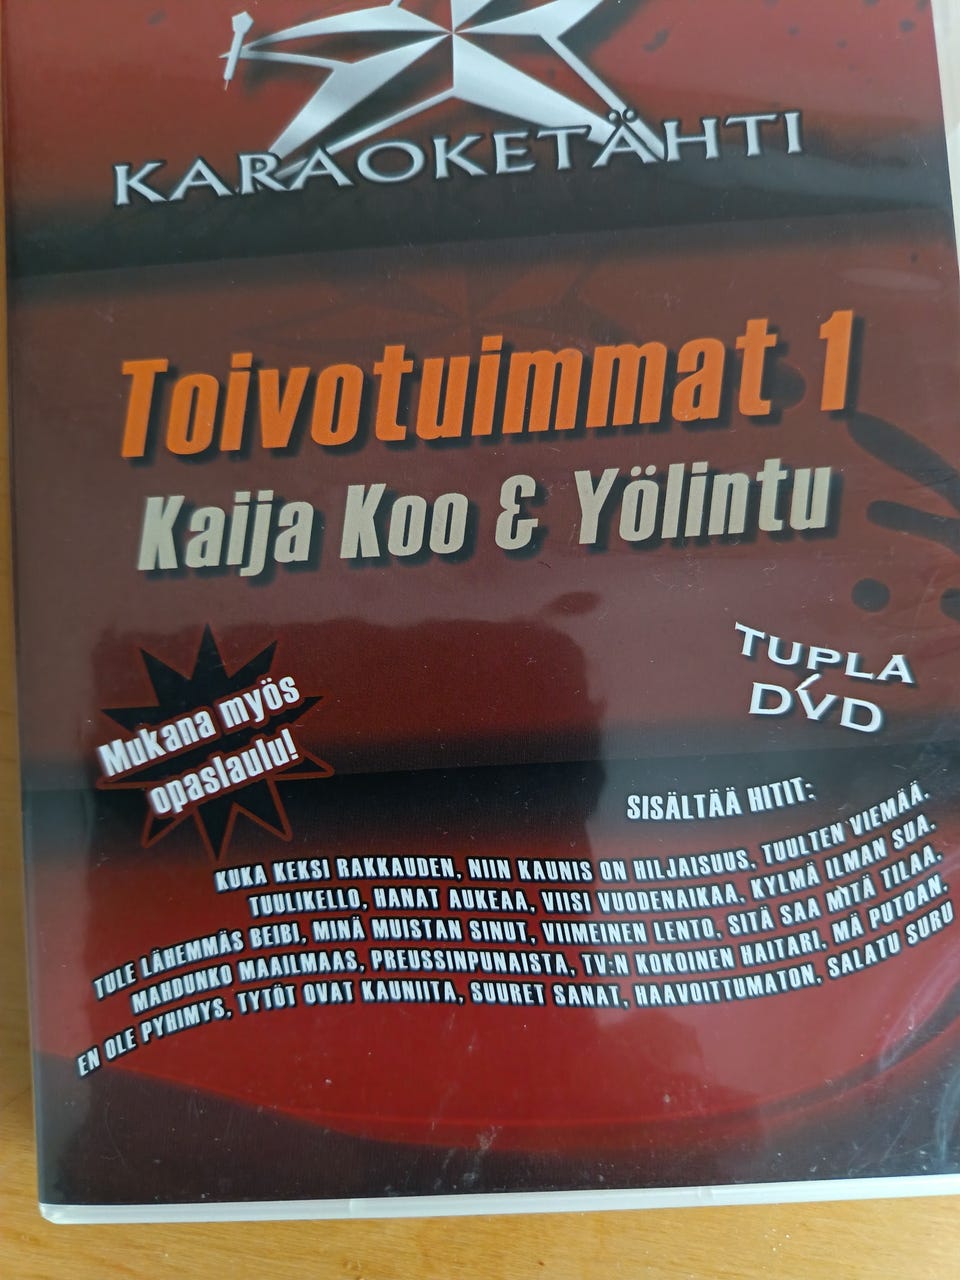 KARAOKETÄHTI
Toivotuimmat 1
Kaija Koo & Yölintu
TUPLA
DVD
Mukana myös
opaslaulu!
SISÄLTÄÄ HITIT:
KUKA KEKSI RAKKAUDEN, NIIN KAUNIS ON HILJAISUUS, TUULTEN VIEMÄÄ,
TUULIKELLO, HANAT AUKEAA, VIISI VUODENAIKAA, KYLMÄ ILMAN SUA,
TULE LÄHEMMÄS BEIBI, MINÄ MUISTAN SINUT, VIIMEINEN LENTO, SITÄ SAA MITÄ TILAA,
MAHDUNKO MAAILMAAS, PREUSSINPUNAISTA, TV:N KOKOINEN HAITARI, MÄ PUTOAN,
EN OLE PYHIMYS, TYTÖT OVAT KAUNIITA, SUURET SANAT, HAAVOITTUMATON, SALATU SURU